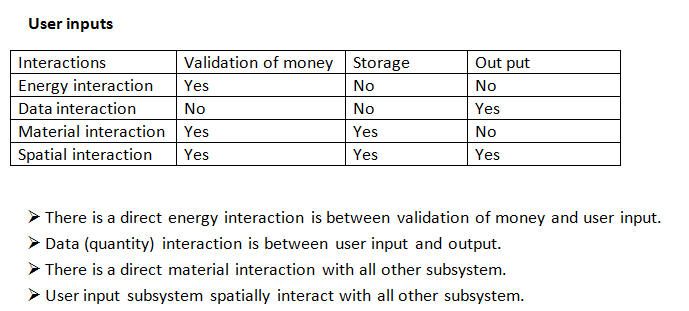 User inputs
Interactions Validation of money Storage Out put
Energy interaction Yes No No
Data interaction No No Yes
Material interaction Yes Yes No
Spatial interaction Yes Yes Yes
➢ There is a direct energy interaction is between validation of money and user input.
➢ Data (quantity) interaction is between user input and output.
➢ There is a direct material interaction with all other subsystem.
➢ User input subsystem spatially interact with all other subsystem.